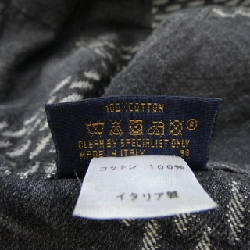 100% COTTON
CLEAN BY SPECIALIST ONLY
MADE IN ITALY
コットン 100%
イタリア製